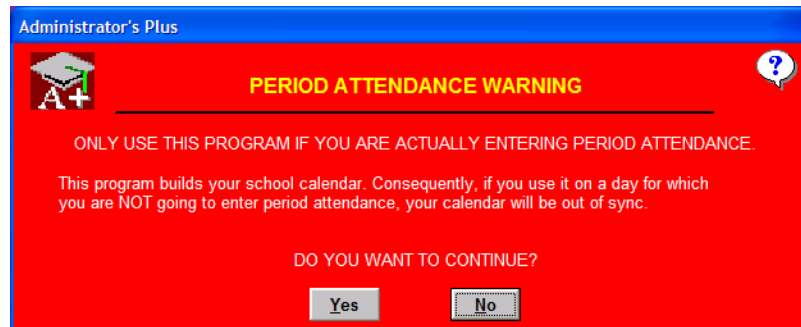 Administrator's Plus
A+
PERIOD ATTENDANCE WARNING
?
ONLY USE THIS PROGRAM IF YOU ARE ACTUALLY ENTERING PERIOD ATTENDANCE.
This program builds your school calendar. Consequently, if you use it on a day for which
you are NOT going to enter period attendance, your calendar will be out of sync.
DO YOU WANT TO CONTINUE?
Yes No